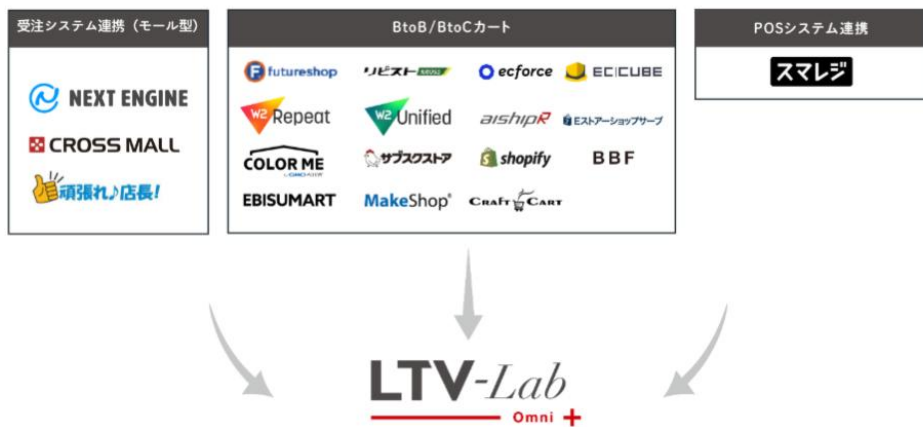 受注システム連携（モール型）
NEXT ENGINE
CROSS MALL
頑張れ♪店長!
BtoB/BtoCカート
futureshop
リピスト
ecforce
EC CUBE
W2 Repeat
W2 Unified
aishipR
Eストアーショップサーブ
COLOR ME
サブスクストア
shopify
BBF
EBISUMART
MakeShop
CRAFT CART
POSシステム連携
スマレジ
LTV-Lab
Omni +